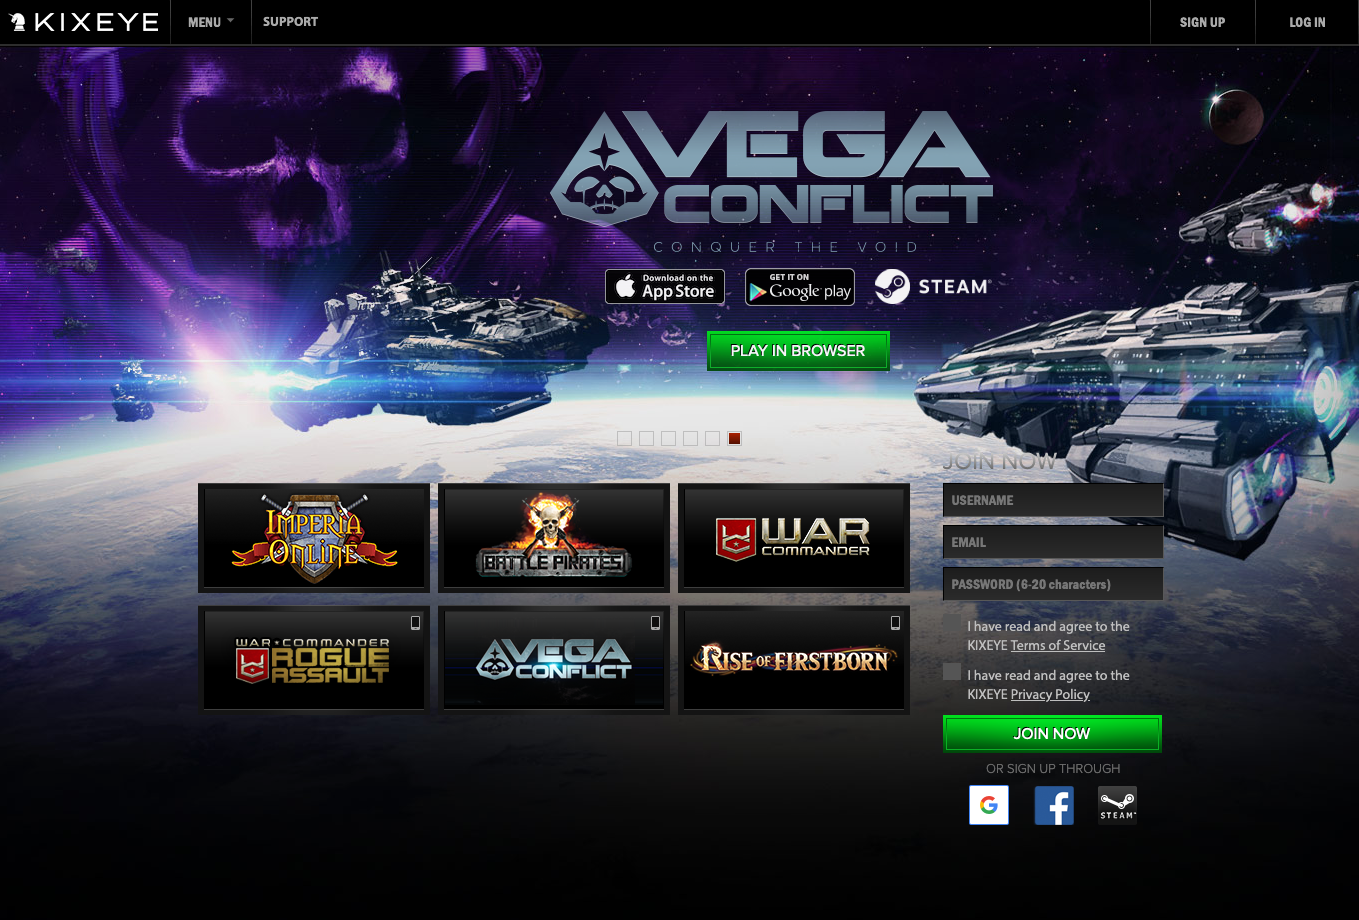 KIXEYE
MENU
SUPPORT
SIGN UP
LOG IN
VEGA
CONFLICT
CONQUER THE VOID
Download on the
App Store
GET IT ON
Google play
STEAM
PLAY IN BROWSER
JOIN NOW
IMPERIA
ONLINE
BATTLE PIRATES
WAR
COMMANDER
WAR COMMANDER
ROGUE
ASSAULT
VEGA
CONFLICT
RISE OF FIRSTBORN
USERNAME
EMAIL
PASSWORD (6-20 characters)
I have read and agree to the
KIXEYE Terms of Service
I have read and agree to the
KIXEYE Privacy Policy
JOIN NOW
OR SIGN UP THROUGH
G
f
STEAM